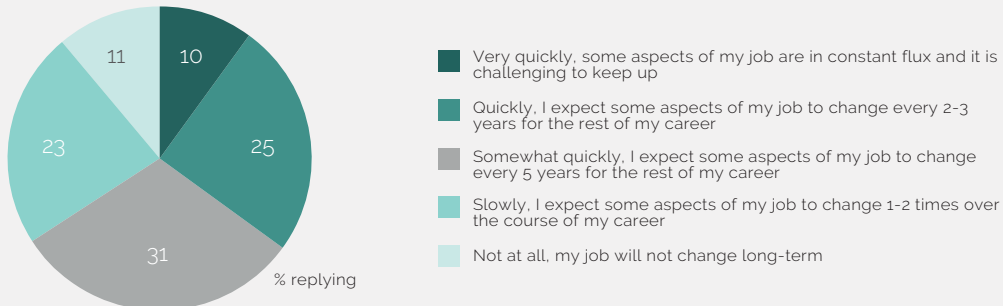 10
25
31
23
11
% replying
Very quickly, some aspects of my job are in constant flux and it is
challenging to keep up
Quickly, I expect some aspects of my job to change every 2-3
years for the rest of my career
Somewhat quickly, I expect some aspects of my job to change
every 5 years for the rest of my career
Slowly, I expect some aspects of my job to change 1-2 times over
the course of my career
Not at all, my job will not change long-term